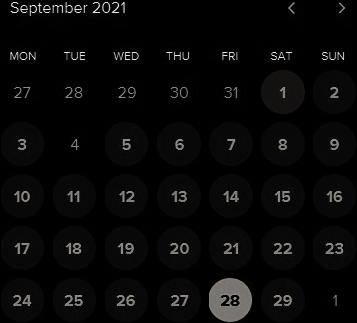 September 2021
MON TUE WED THU FRI SAT SUN
27 28 29 30 31 1 2
3 4 5 6 7 8 9
10 11 12 13 14 15 16
17 18 19 20 21 22 23
24 25 26 27 28 29 1